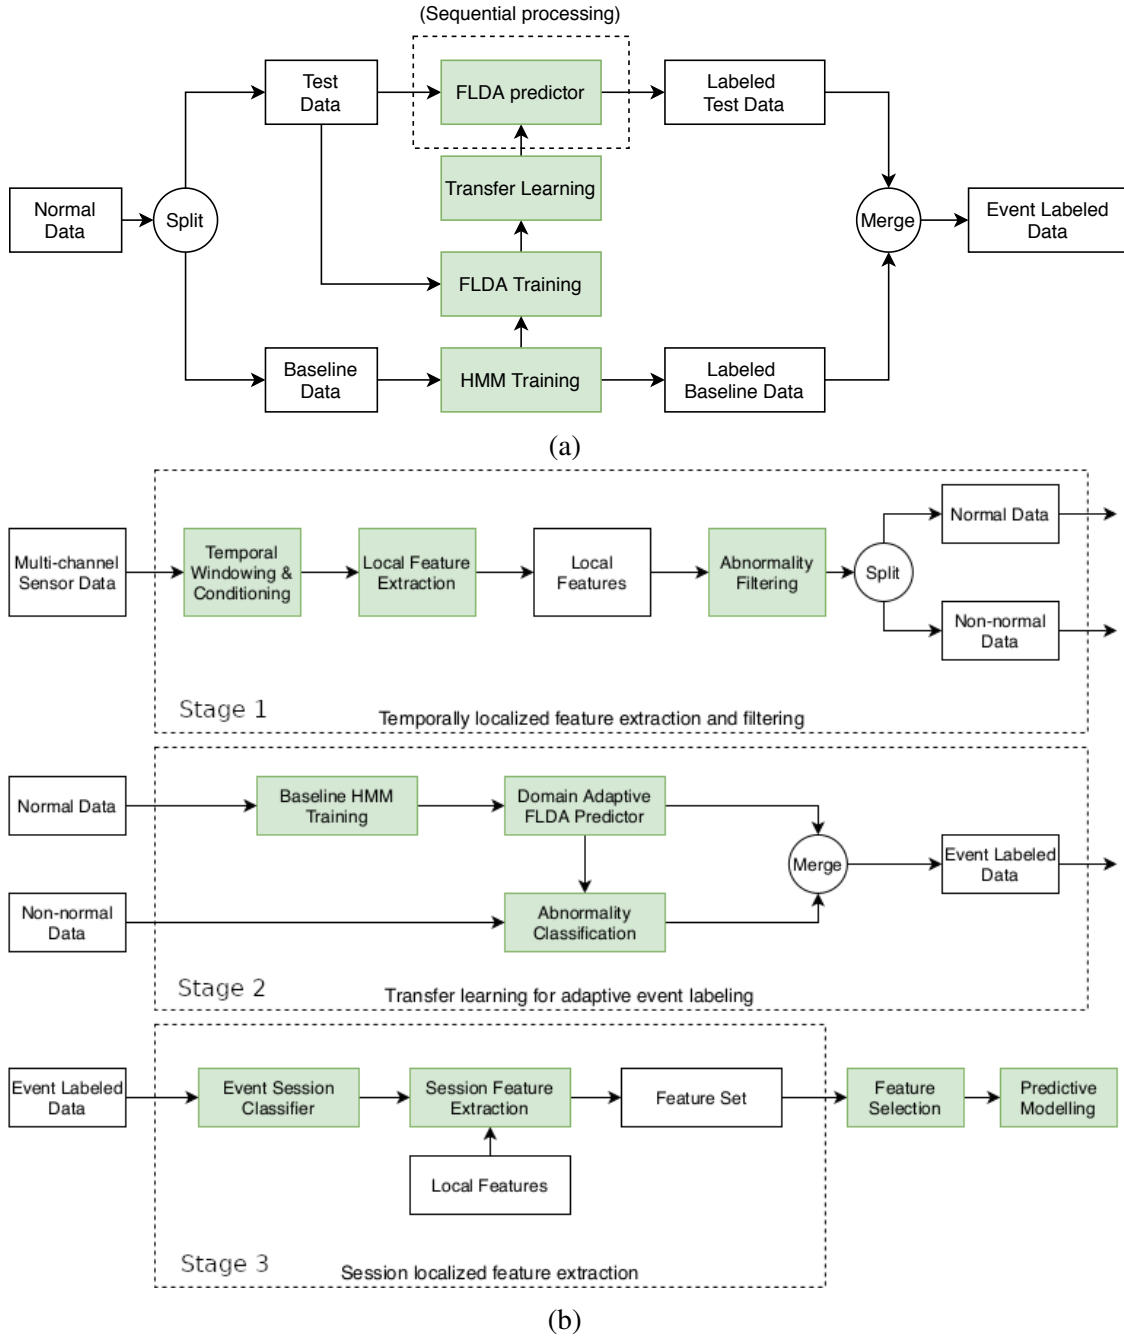 (Sequential processing)
Test
Data
FLDA predictor
Labeled
Test Data
Transfer Learning
Normal
Data
Split
Merge
Event Labeled
Data
FLDA Training
Baseline
Data
HMM Training
Labeled
Baseline Data
(a)
Multi-channel
Sensor Data
Temporal
Windowing &
Conditioning
Local Feature
Extraction
Local
Features
Abnormality
Filtering
Split
Normal Data
Non-normal
Data
Stage 1
Temporally localized feature extraction and filtering
Normal Data
Baseline HMM
Training
Domain Adaptive
FLDA Predictor
Merge
Event Labeled
Data
Non-normal
Data
Abnormality
Classification
Stage 2
Transfer learning for adaptive event labeling
Event Labeled
Data
Event Session
Classifier
Session Feature
Extraction
Feature Set
Feature
Selection
Predictive
Modelling
Local Features
Stage 3
Session localized feature extraction
(b)